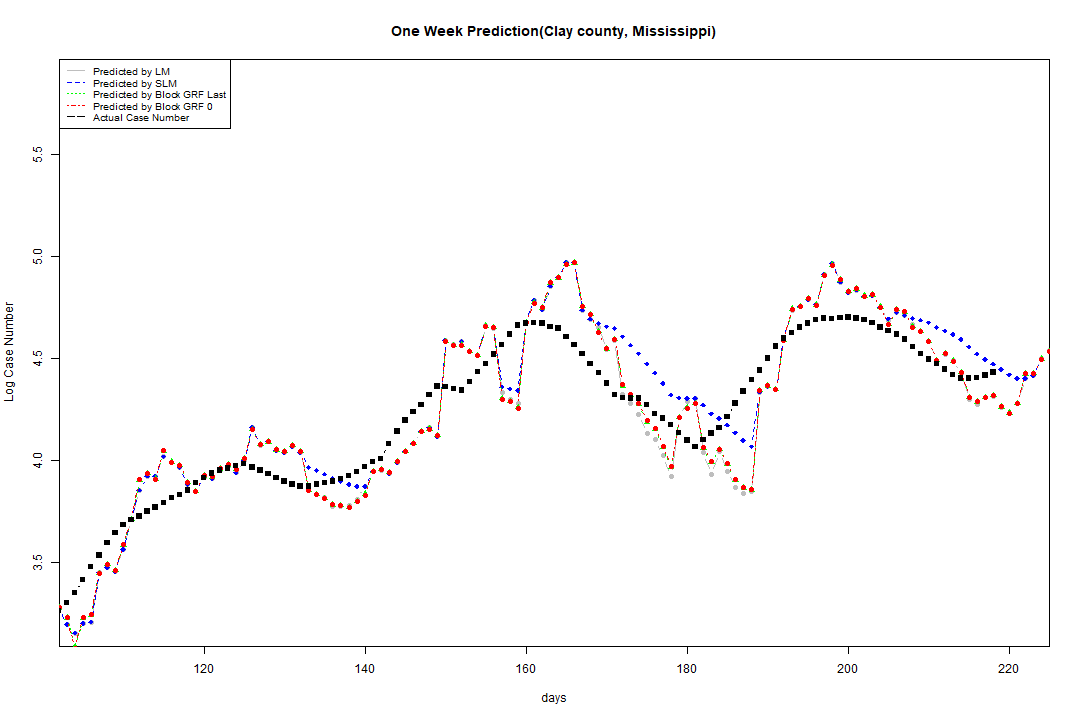 One Week Prediction(Clay county, Mississippi)
Predicted by LM
Predicted by SLM
Predicted by Block GRF Last
Predicted by Block GRF 0
Actual Case Number
5.5
5.0
4.5
4.0
3.5
Log Case Number
120 140 160 180 200 220
days